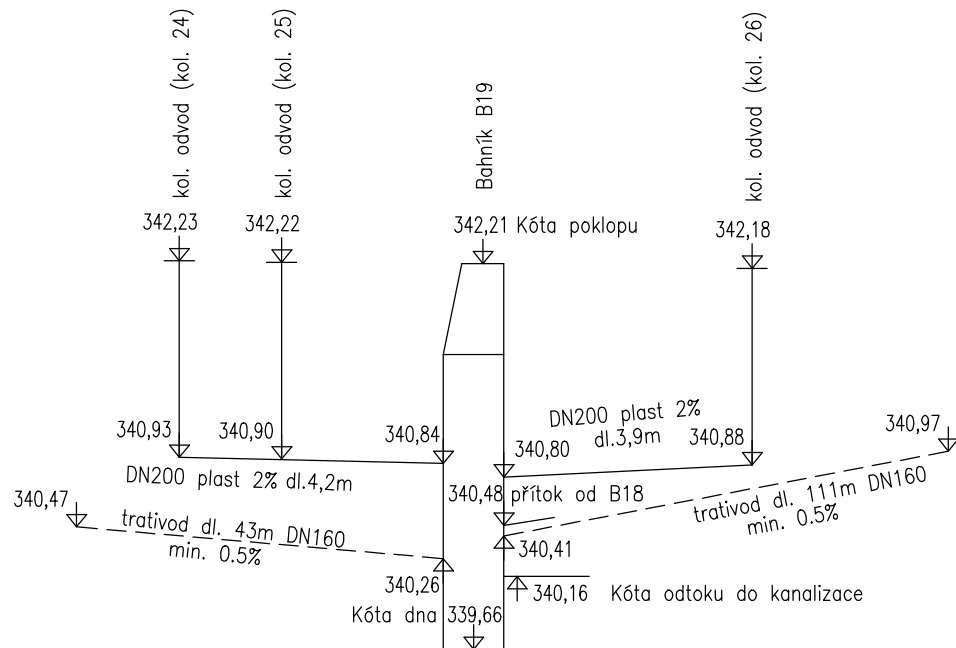 kol. odvod (kol. 24)
kol. odvod (kol. 25)
Bahník B19
kol. odvod (kol. 26)
342,23
342,22
342,21 Kóta poklopu
342,18
340,93
340,90
340,84
DN200 plast 2%
dl.3,9m
340,80
340,88
340,97
DN200 plast 2% dl.4,2m
340,48 přítok od B18
340,47
trativod dl. 43m DN160
min. 0.5%
trativod dl. 111m DN160
min. 0.5%
340,41
340,26
340,16 Kóta odtoku do kanalizace
Kóta dna 339,66